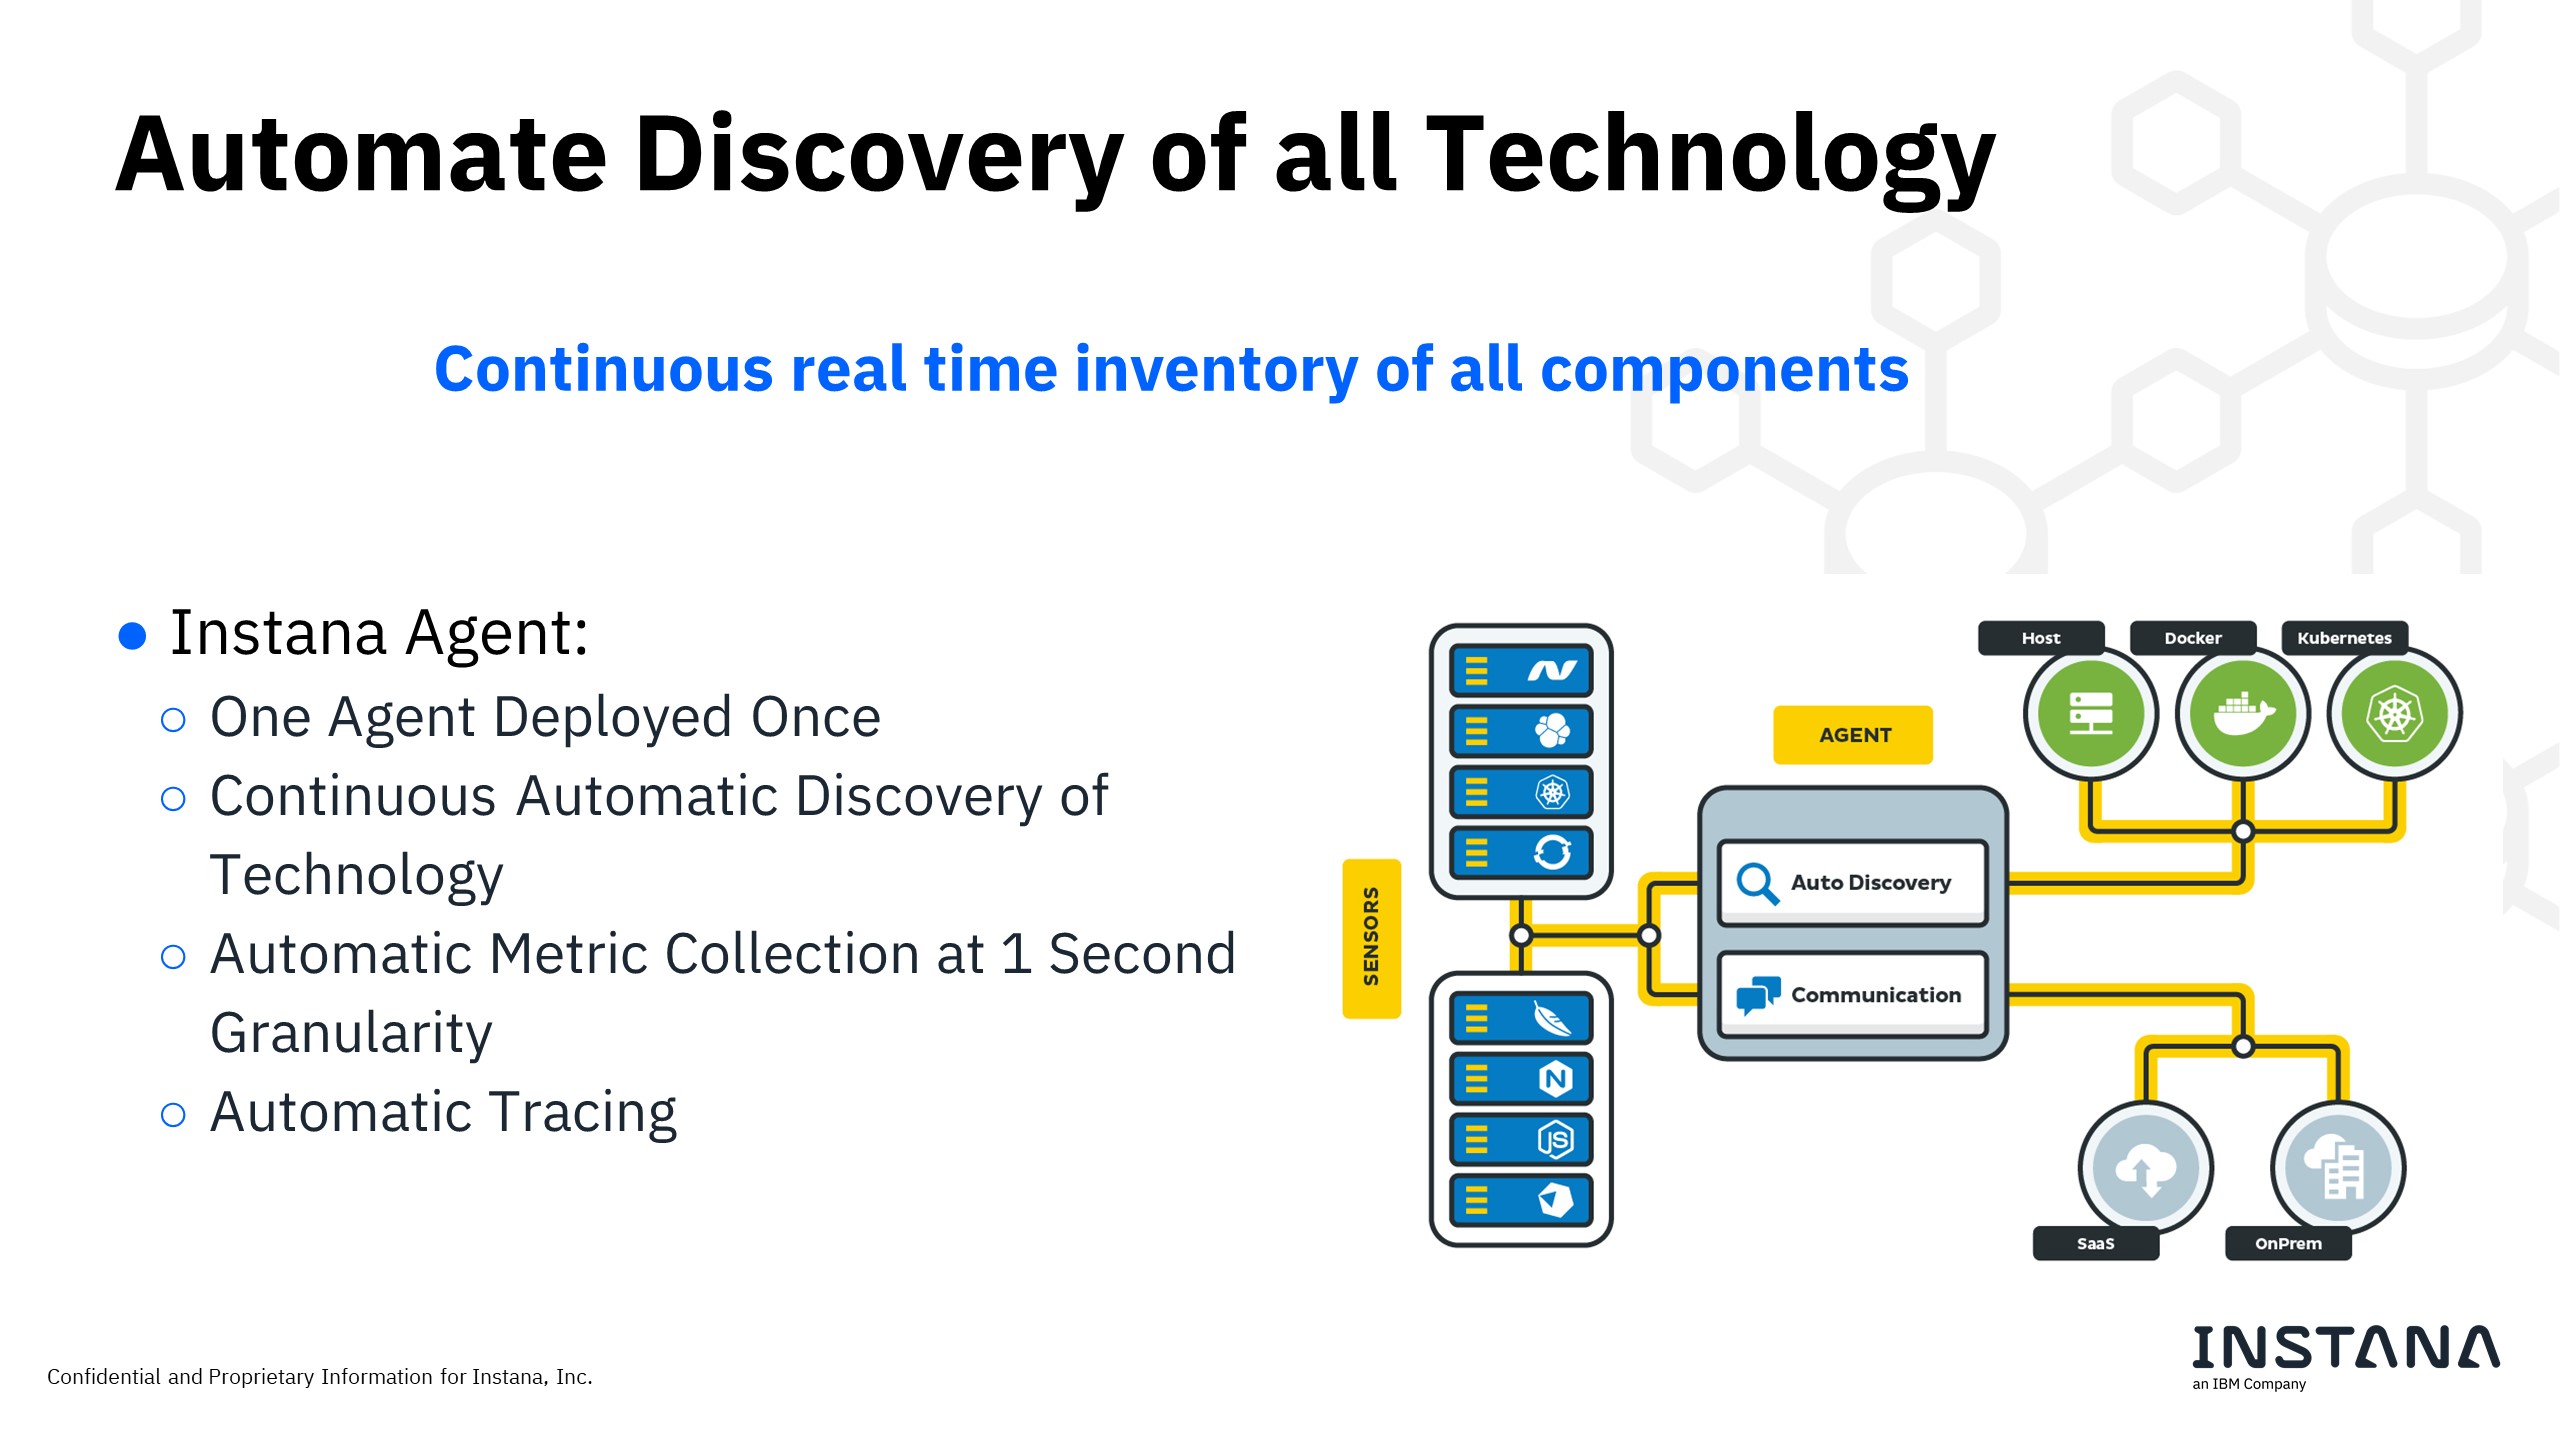 Automate Discovery of all Technology
Continuous real time inventory of all components
Instana Agent:
One Agent Deployed Once
Continuous Automatic Discovery of
Technology
Automatic Metric Collection at 1 Second
Granularity
Automatic Tracing
SENSORS
N
JS
AGENT
Auto Discovery
Communication
Host
Docker
Kubernetes
SaaS
OnPrem
Confidential and Proprietary Information for Instana, Inc.
INSTANA
an IBM Company